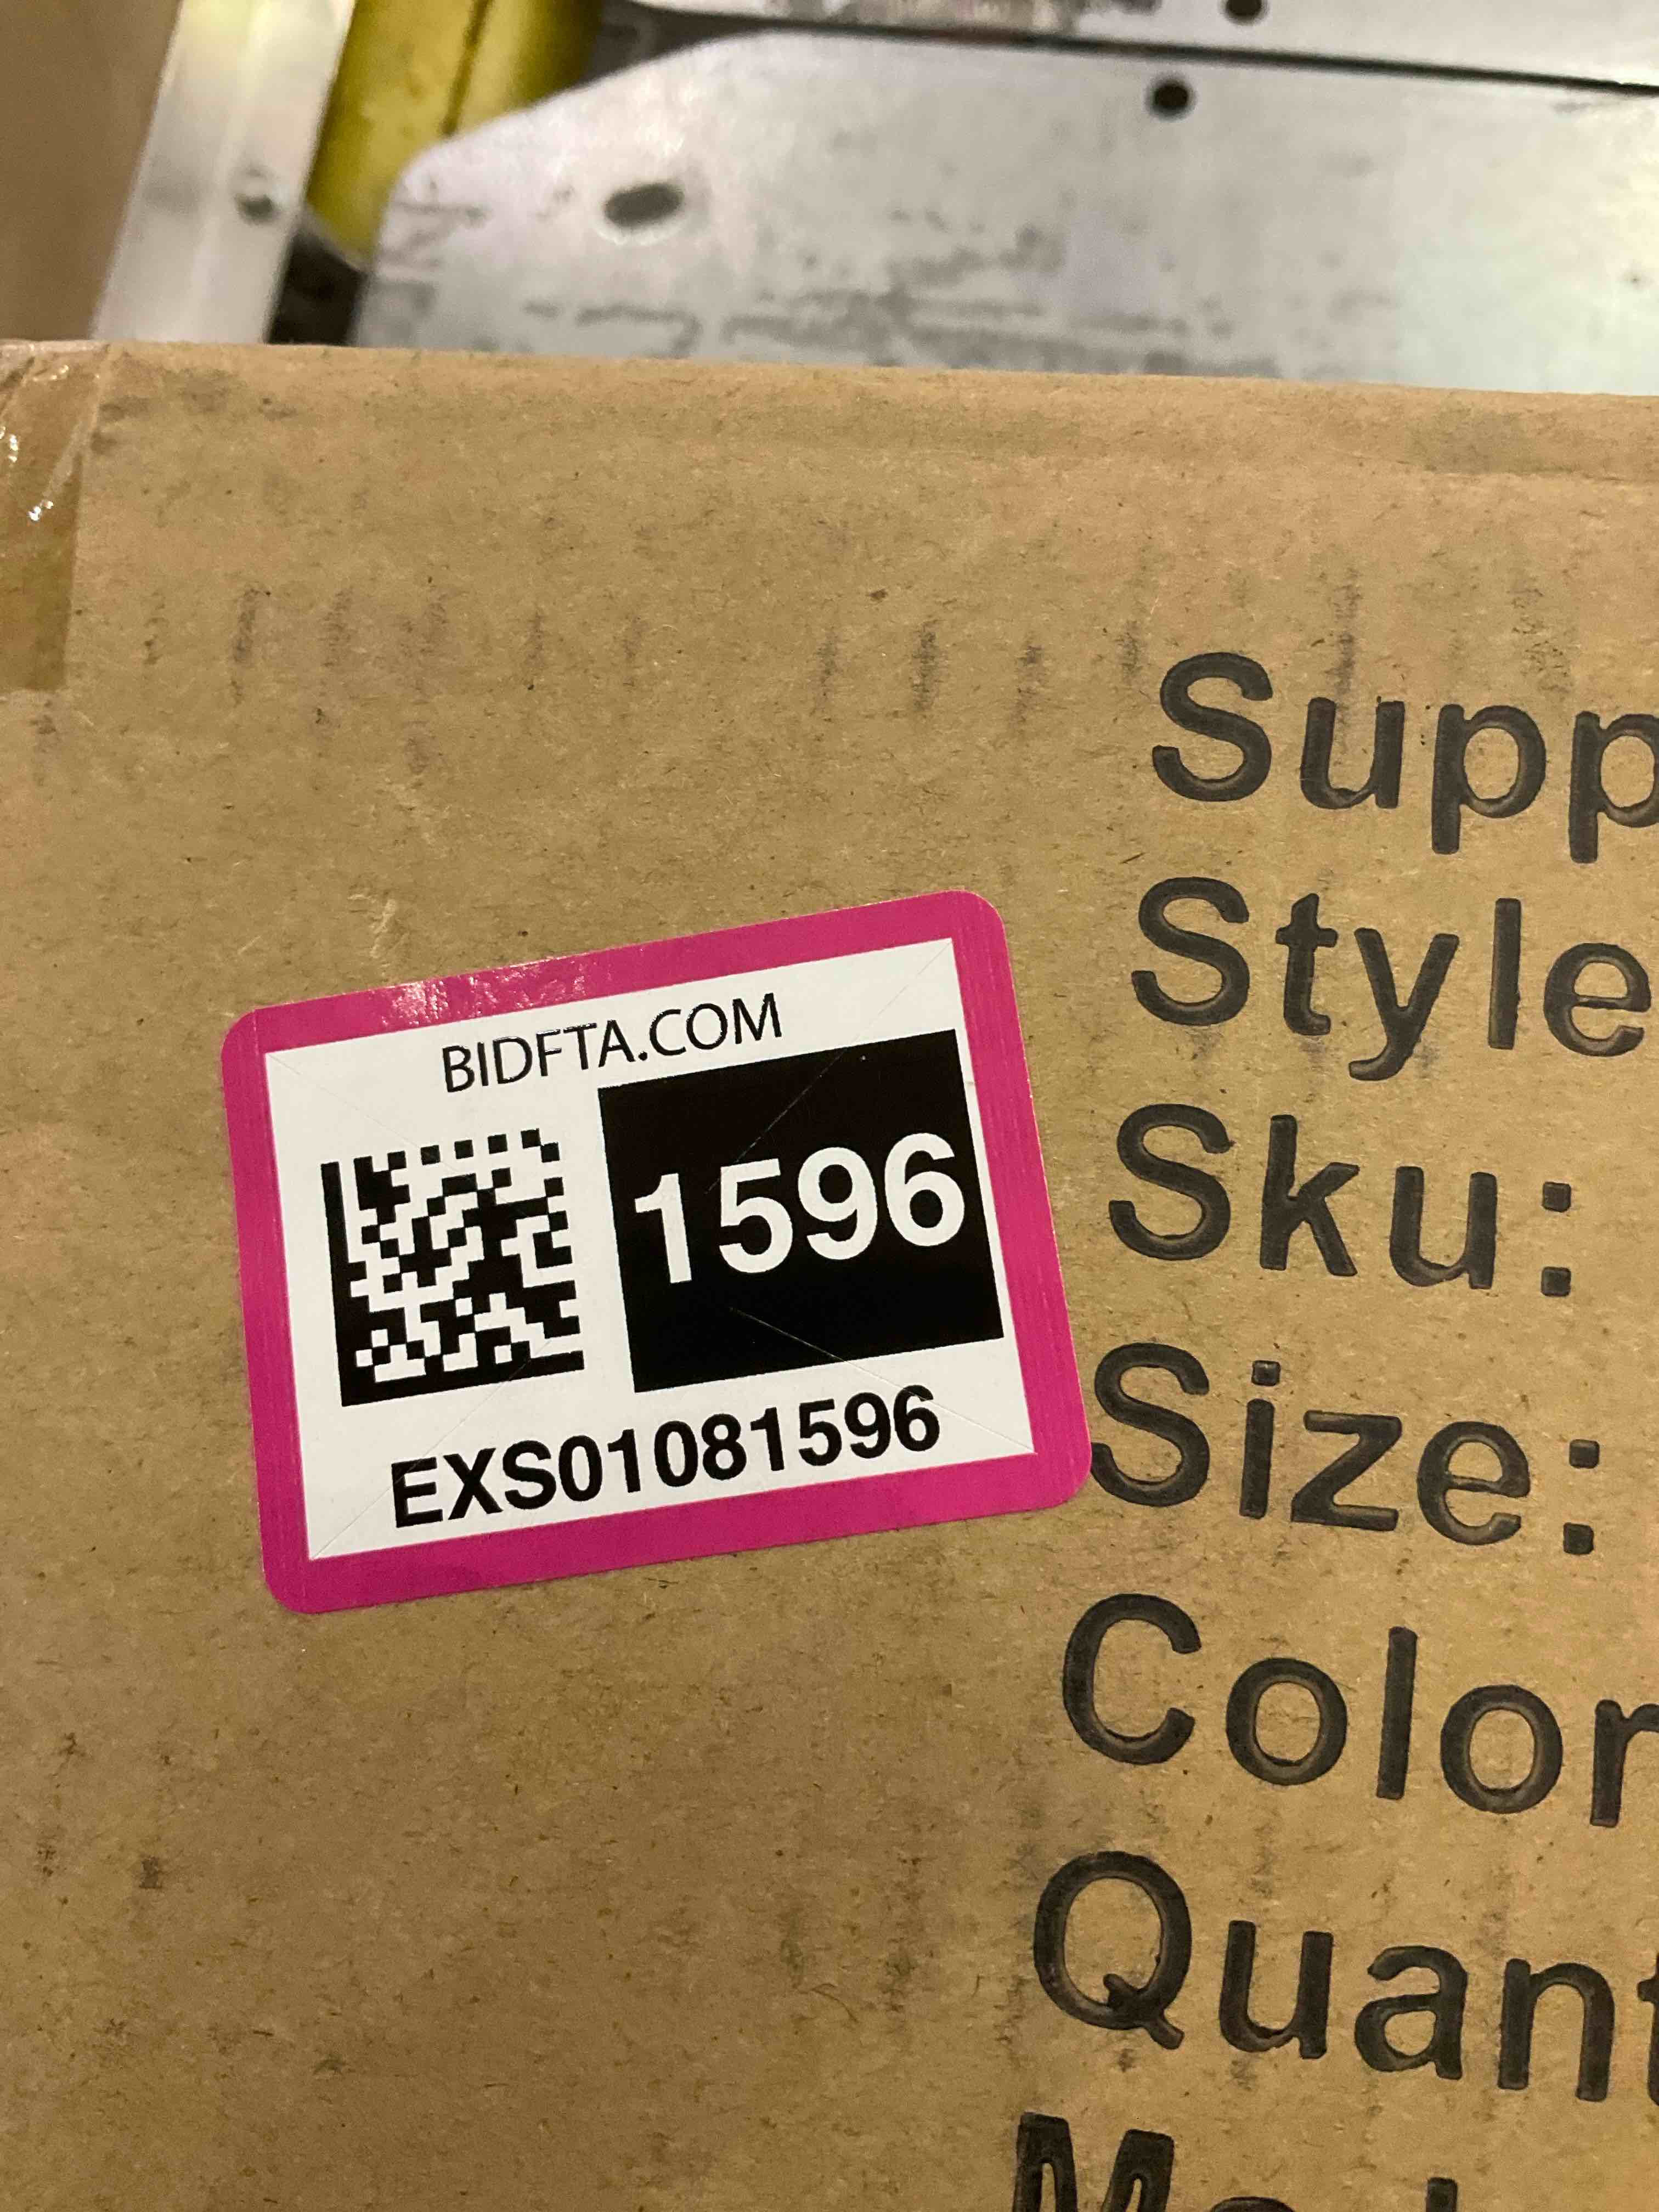 BIDFTA.COM
1596
EXS01081596
Supp
Style
Sku:
Size:
Color
Quant